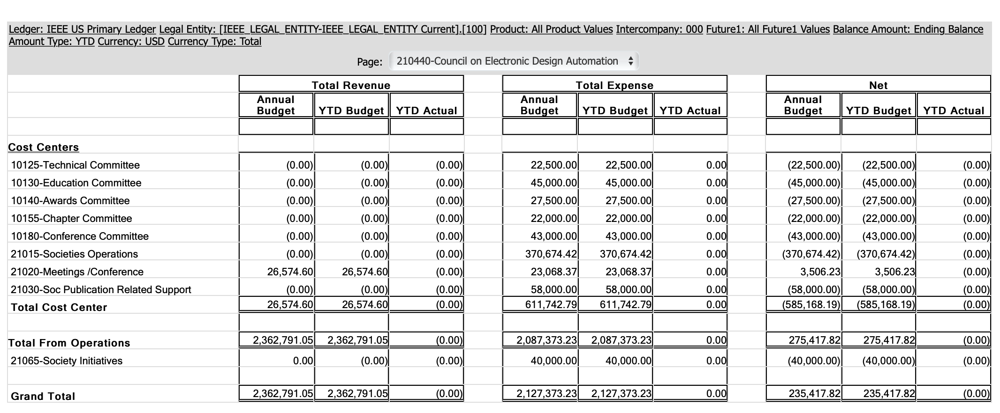 Ledger: IEEE US Primary Ledger Legal Entity: [IEEE_LEGAL_ENTITY-IEEE_LEGAL_ENTITY Current].[100] Product: All Product Values Intercompany: 000 Future1: All Future1 Values Balance Amount: Ending Balance
Amount Type: YTD Currency: USD Currency Type: Total
Page: 210440-Council on Electronic Design Automation
Total Revenue Total Expense Net
Annual Budget YTD Budget YTD Actual Annual Budget YTD Budget YTD Actual Annual Budget YTD Budget YTD Actual
Cost Centers
10125-Technical Committee (0.00) (0.00) (0.00) 22,500.00 22,500.00 0.00 (22,500.00) (22,500.00) (0.00)
10130-Education Committee (0.00) (0.00) (0.00) 45,000.00 45,000.00 0.00 (45,000.00) (45,000.00) (0.00)
10140-Awards Committee (0.00) (0.00) (0.00) 27,500.00 27,500.00 0.00 (27,500.00) (27,500.00) (0.00)
10155-Chapter Committee (0.00) (0.00) (0.00) 22,000.00 22,000.00 0.00 (22,000.00) (22,000.00) (0.00)
10180-Conference Committee (0.00) (0.00) (0.00) 43,000.00 43,000.00 0.00 (43,000.00) (43,000.00) (0.00)
21015-Societies Operations (0.00) (0.00) (0.00) 370,674.42 370,674.42 0.00 (370,674.42) (370,674.42) (0.00)
21020-Meetings /Conference 26,574.60 26,574.60 (0.00) 23,068.37 23,068.37 0.00 3,506.23 3,506.23 (0.00)
21030-Soc Publication Related Support (0.00) (0.00) (0.00) 58,000.00 58,000.00 0.00 (58,000.00) (58,000.00) (0.00)
Total Cost Center 26,574.60 26,574.60 (0.00) 611,742.79 611,742.79 0.00 (585,168.19) (585,168.19) (0.00)
Total From Operations 2,362,791.05 2,362,791.05 (0.00) 2,087,373.23 2,087,373.23 0.00 275,417.82 275,417.82 (0.00)
21065-Society Initiatives 0.00 (0.00) (0.00) 40,000.00 40,000.00 0.00 (40,000.00) (40,000.00) (0.00)
Grand Total 2,362,791.05 2,362,791.05 (0.00) 2,127,373.23 2,127,373.23 0.00 235,417.82 235,417.82 (0.00)